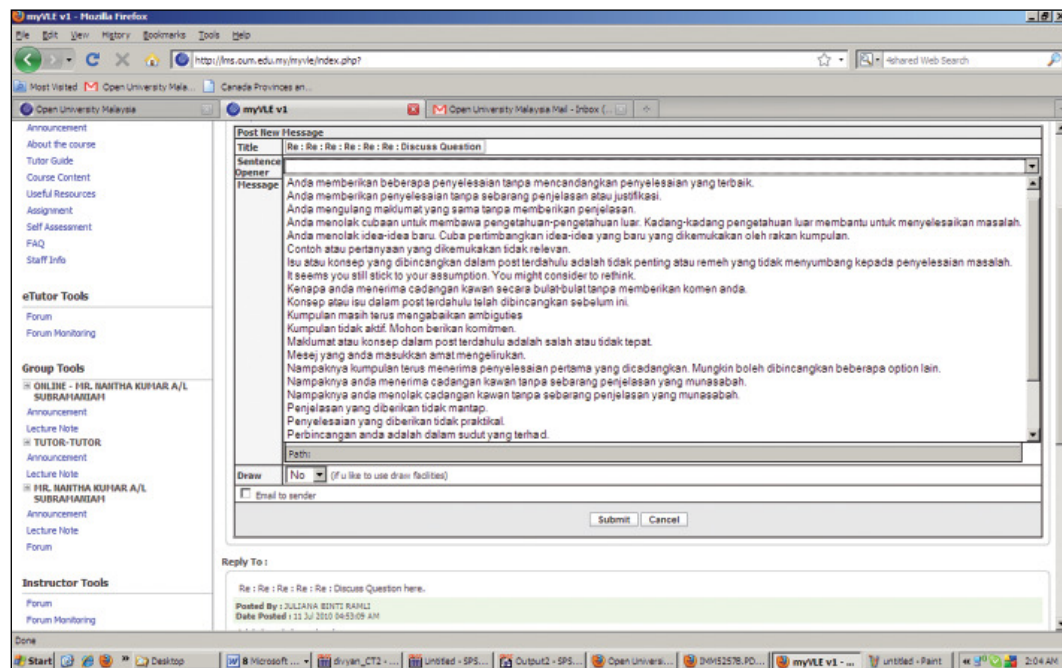 myVLE v1 - Mozilla Firefox
File Edit View History Bookmarks Tools Help
http://lms.oum.edu.my/myvle/index.php?
4shared Web Search
Most Visited Open University Mala... Canada Provinces an...
Open University Malaysia myVLE v1 Open University Malaysia Mail - Inbox (...
Announcement
About the course
Tutor Guide
Course Content
Useful Resources
Assignment
Self Assessment
FAQ
Staff Info
eTutor Tools
Forum
Forum Monitoring
Group Tools
ONLINE - MR. NANTHA KUMAR A/L
SUBRAMANIAM
Announcement
Lecture Note
TUTOR-TUTOR
Announcement
Lecture Note
MR. NANTHA KUMAR A/L
SUBRAMANIAM
Announcement
Lecture Note
Forum
Instructor Tools
Forum
Forum Monitoring
Post New Message
Title Re : Re : Re : Re : Re : Re : Discuss Question
Sentence Opener
Message
Anda memberikan beberapa penyelesaian tanpa mencandangkan penyelesaian yang terbaik.
Anda memberikan penyelesaian tanpa sebarang penjelasan atau justifikasi.
Anda mengulang maklumat yang sama tanpa memberikan penjelasan.
Anda menolak cubaan untuk membawa pengetahuan-pengetahuan luar. Kadang-kadang pengetahuan luar membantu untuk menyelesaikan masalah.
Anda menolak idea-idea baru. Cuba pertimbangkan idea-idea yang baru yang dikemukakan oleh rakan kumpulan.
Contoh atau pertanyaan yang dikemukakan tidak relevan.
Isu atau konsep yang dibincangkan dalam post terdahulu adalah tidak penting atau remeh yang tidak menyumbang kepada penyelesaian masalah.
It seems you still stick to your assumption. You might consider to rethink.
Kenapa anda menerima cadangan kawan secara bulat-bulat tanpa memberikan komen anda.
Konsep atau isu dalam post terdahulu telah dibincangkan sebelum ini.
Kumpulan masih terus mengabaikan ambiguties
Kumpulan tidak aktif. Mohon berikan komitmen.
Maklumat atau konsep dalam post terdahulu adalah salah atau tidak tepat.
Mesej yang anda masukkan amat mengelirukan.
Nampaknya kumpulan terus menerima penyelesaian pertama yang dicadangkan. Mungkin boleh dibincangkan beberapa option lain.
Nampaknya anda menerima cadangan kawan tanpa sebarang penjelasan yang munasabah.
Nampaknya anda menolak cadangan kawan tanpa sebarang penjelasan yang munasabah.
Penjelasan yang diberikan tidak mantap.
Penyelesaian yang diberikan tidak praktikal.
Perbincangan anda adalah dalam sudut yang terhad.
Path:
Draw No (if u like to use draw facilities)
Email to sender
Submit Cancel
Reply To :
Re : Re : Re : Re : Re : Discuss Question here.
Posted By : JULIANA BINTI RAMLI
Date Posted : 11 Jul 2010 04:53:09 AM
Done
Start Desktop 8 Microsoft ... divyan_CT2 - ... Untitled - SPS... Output2 - SPS... Open Universi... IMM5257B.PD... myVLE v1 - ... untitled - Paint 2:04 AM